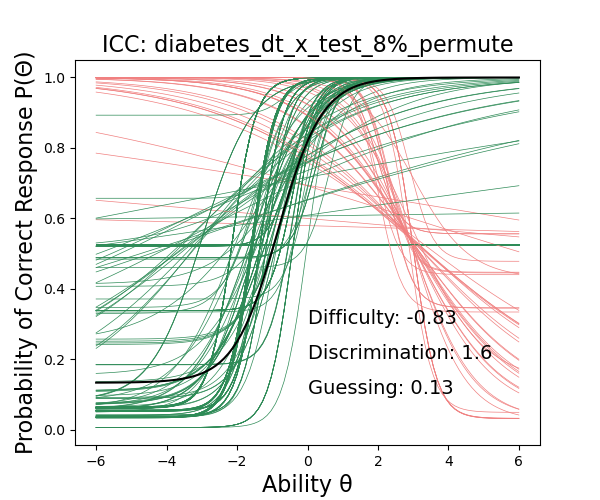 ICC: diabetes_dt_x_test_8%_permute
Probability of Correct Response P(Θ)
1.0
0.8
0.6
0.4
0.2
0.0
Difficulty: -0.83
Discrimination: 1.6
Guessing: 0.13
−6
−4
−2
0
2
4
6
Ability θ